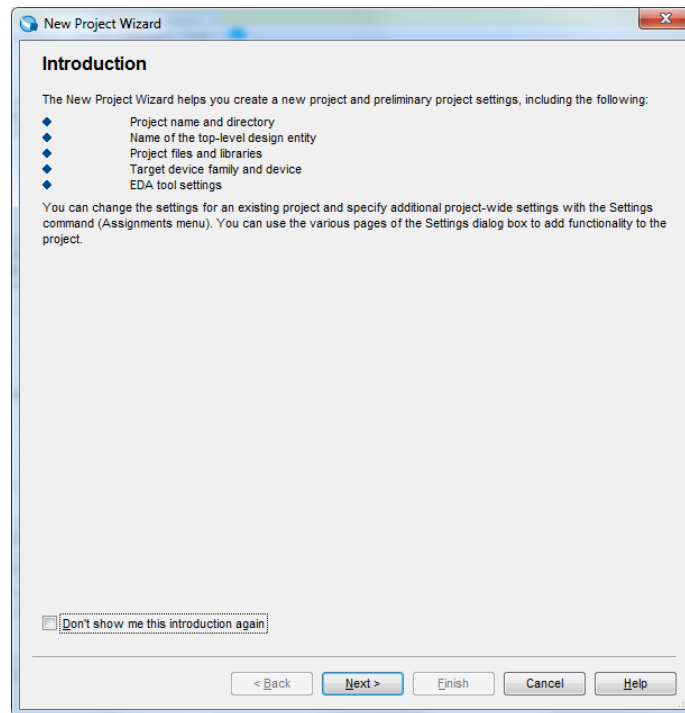 New Project Wizard
Introduction
The New Project Wizard helps you create a new project and preliminary project settings, including the following:
Project name and directory
Name of the top-level design entity
Project files and libraries
Target device family and device
EDA tool settings
You can change the settings for an existing project and specify additional project-wide settings with the Settings
command (Assignments menu). You can use the various pages of the Settings dialog box to add functionality to the
project.
Don't show me this introduction again
< Back Next > Finish Cancel Help